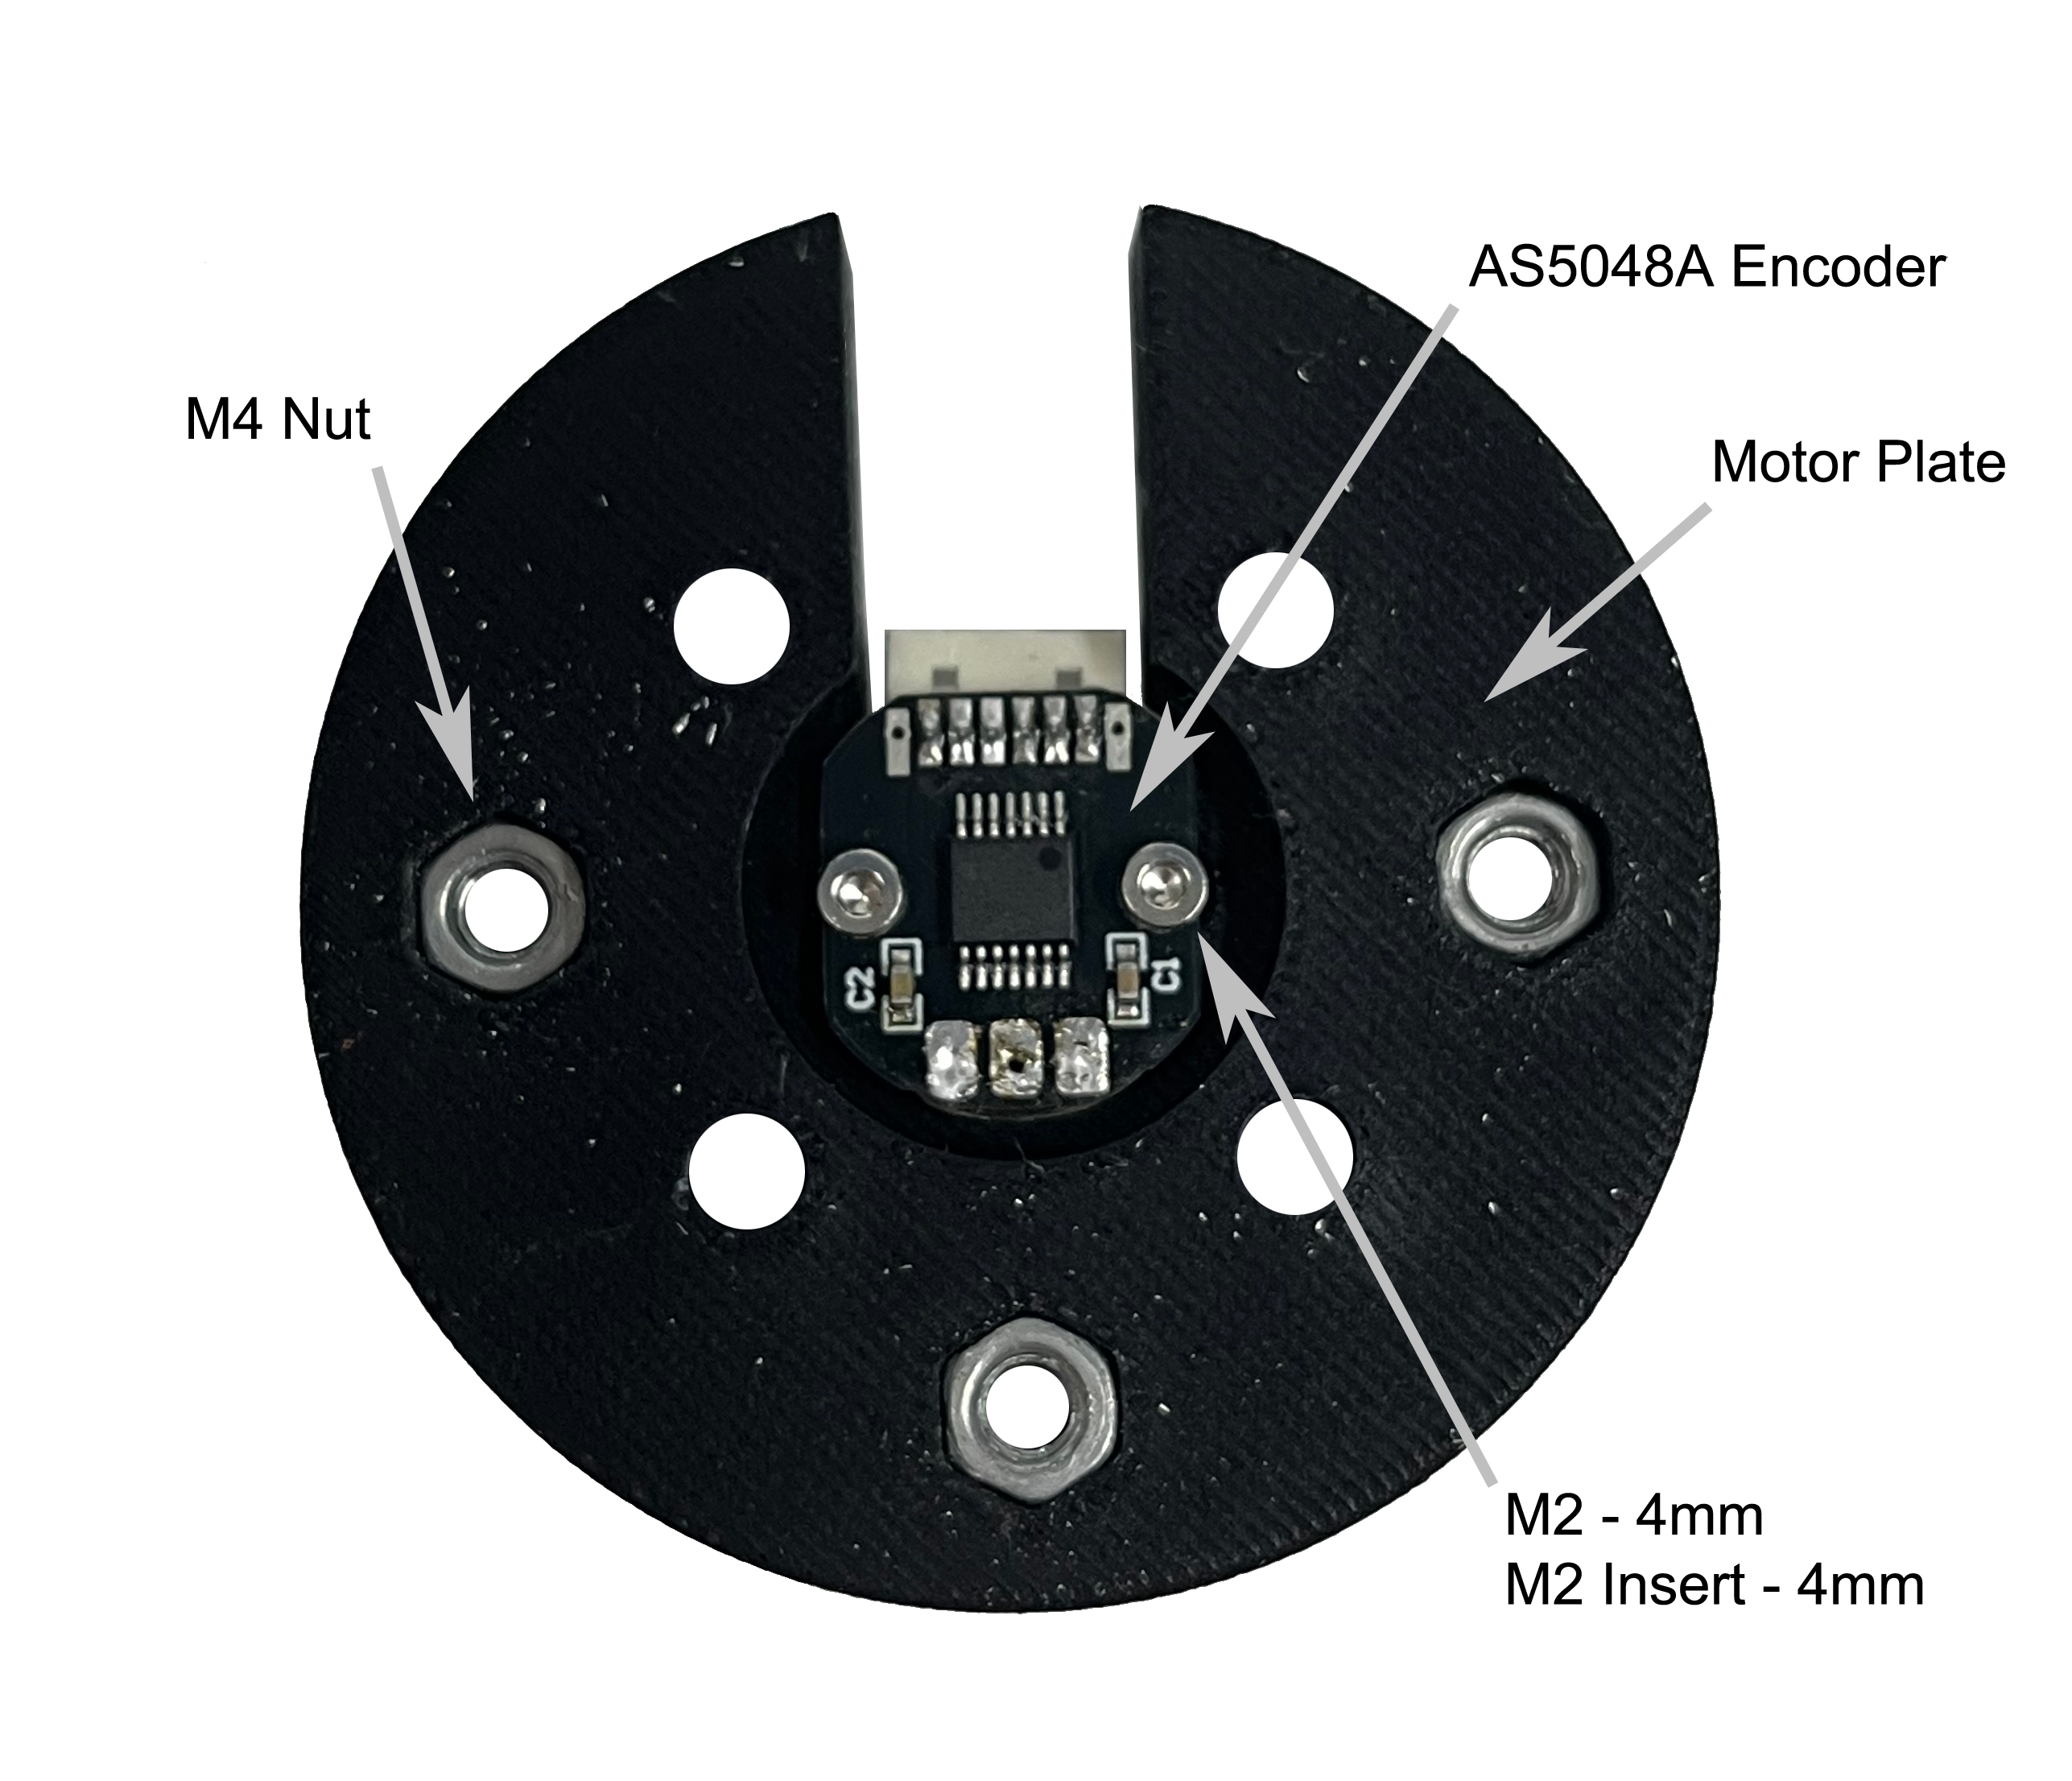 AS5048A Encoder
M4 Nut
Motor Plate
C2
C1
M2 - 4mm
M2 Insert - 4mm